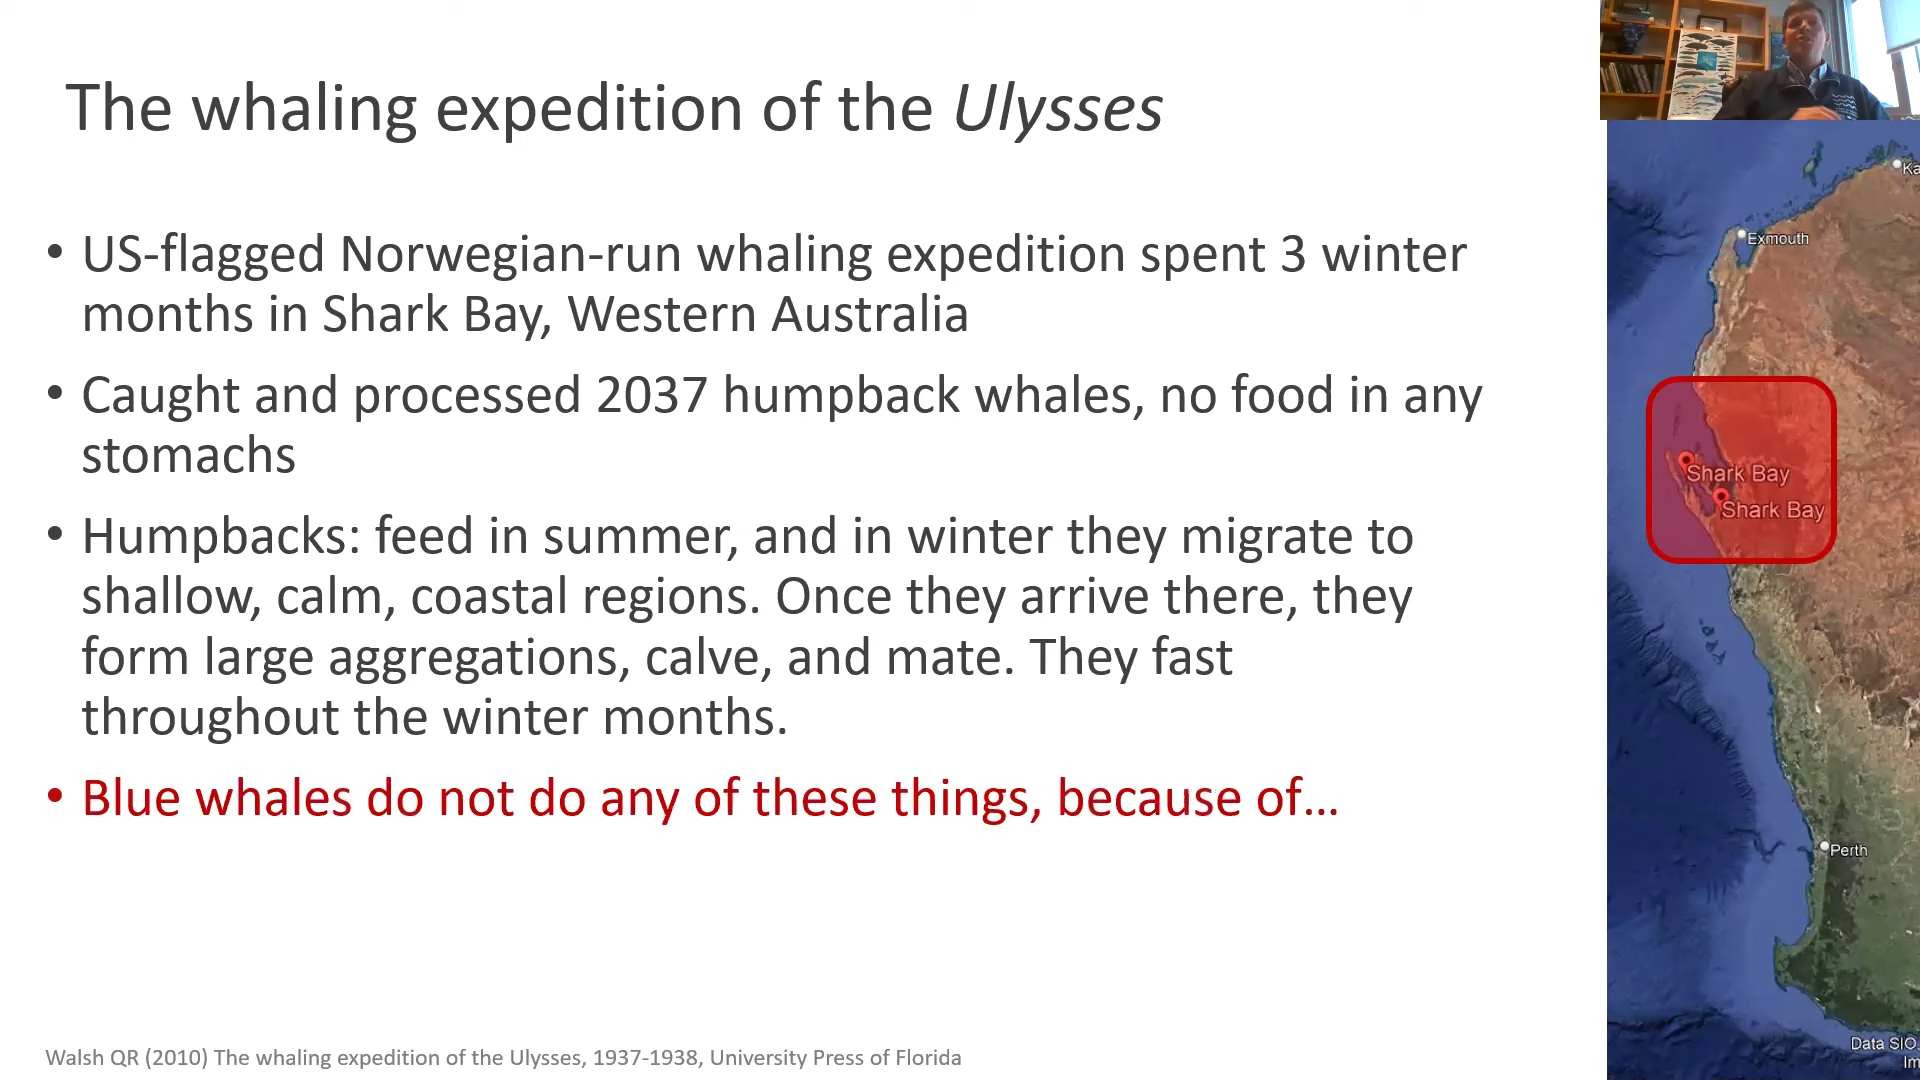 The whaling expedition of the Ulysses
• US-flagged Norwegian-run whaling expedition spent 3 winter
months in Shark Bay, Western Australia
• Caught and processed 2037 humpback whales, no food in any
stomachs
• Humpbacks: feed in summer, and in winter they migrate to
shallow, calm, coastal regions. Once they arrive there, they
form large aggregations, calve, and mate. They fast
throughout the winter months.
• Blue whales do not do any of these things, because of…
Walsh QR (2010) The whaling expedition of the Ulysses, 1937-1938, University Press of Florida
Ka
Exmouth
Shark Bay
Shark Bay
Perth
Data SIO,
Im